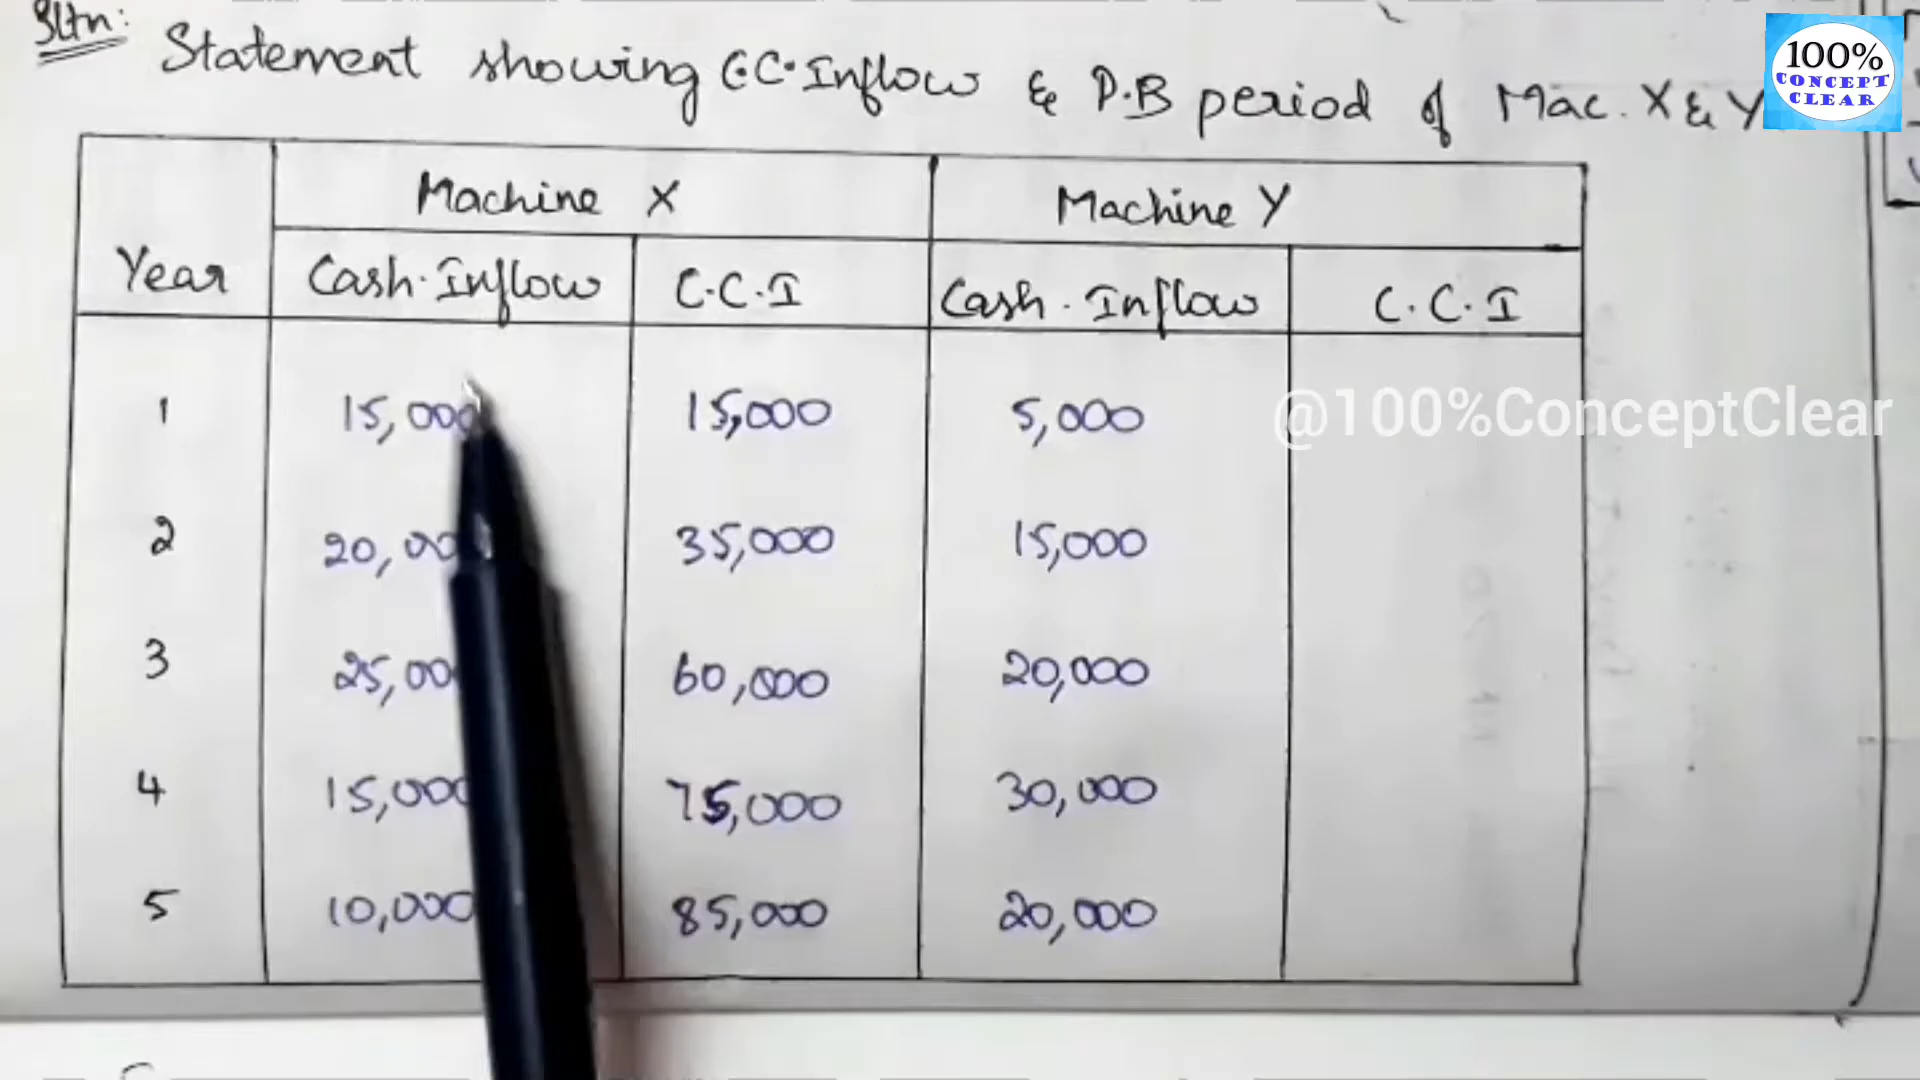 Sltn:
Statement showing C.C.Inflow & P.B period of Mac. X & Y
100%
CONCEPT
CLEAR
Machine X Machine Y
Year Cash.Inflow C.C.I Cash.Inflow C.C.I
@100%ConceptClear
1 15,000 15,000 5,000
2 20,00 35,000 15,000
3 25,00 60,000 20,000
4 15,000 75,000 30,000
5 10,000 85,000 20,000